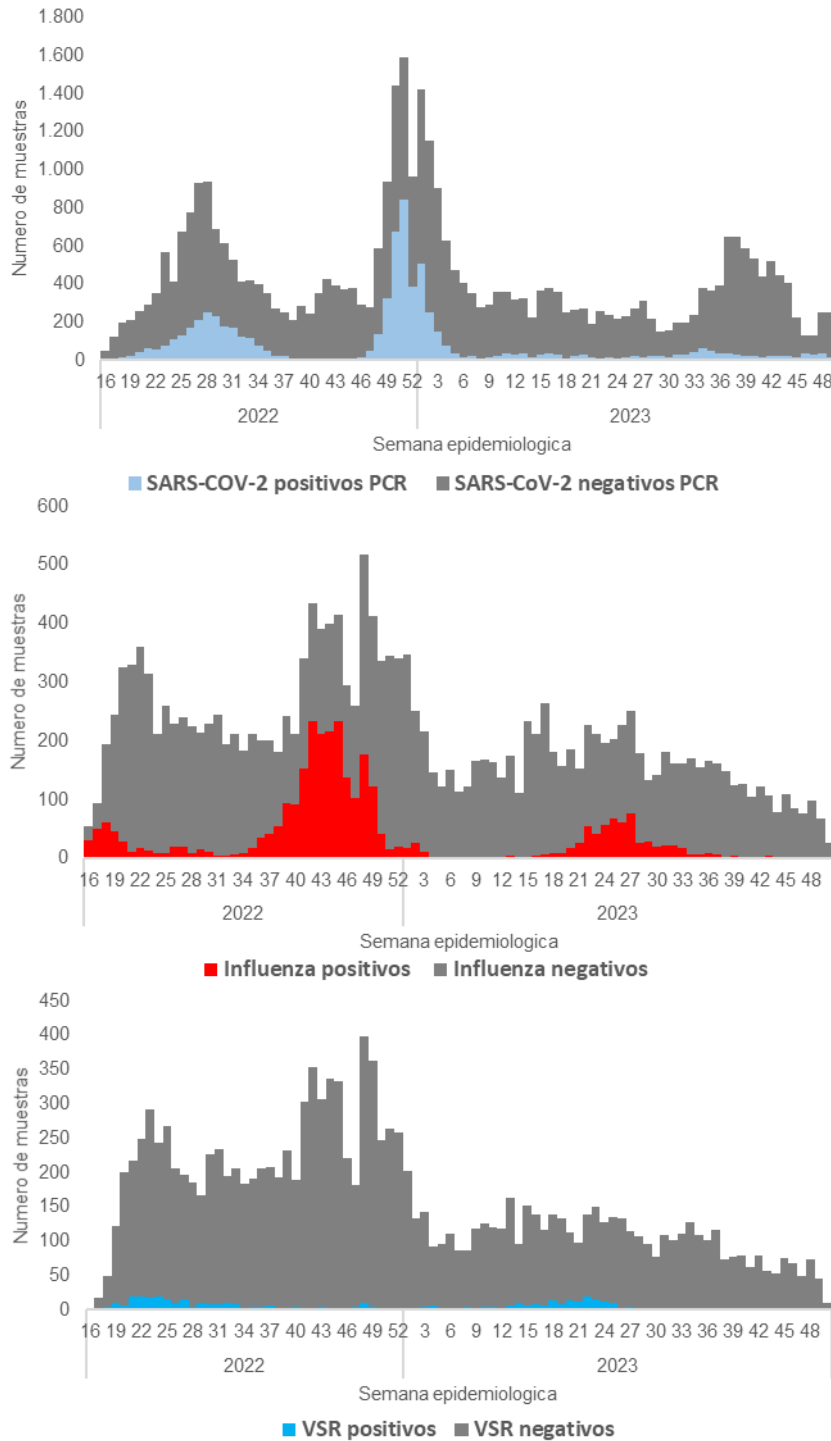 1.800
1.600
1.400
1.200
1.000
800
600
400
200
0
Numero de muestras
16 19 22 25 28 31 34 37 40 43 46 49 52 3 6 9 12 15 18 21 24 27 30 33 36 39 42 45 48
2022 2023
Semana epidemiologica
SARS-COV-2 positivos PCR SARS-CoV-2 negativos PCR
600
500
400
300
200
100
0
Numero de muestras
16 19 22 25 28 31 34 37 40 43 46 49 52 3 6 9 12 15 18 21 24 27 30 33 36 39 42 45 48
2022 2023
Semana epidemiologica
Influenza positivos Influenza negativos
450
400
350
300
250
200
150
100
50
0
Numero de muestras
16 19 22 25 28 31 34 37 40 43 46 49 52 3 6 9 12 15 18 21 24 27 30 33 36 39 42 45 48
2022 2023
Semana epidemiologica
VSR positivos VSR negativos